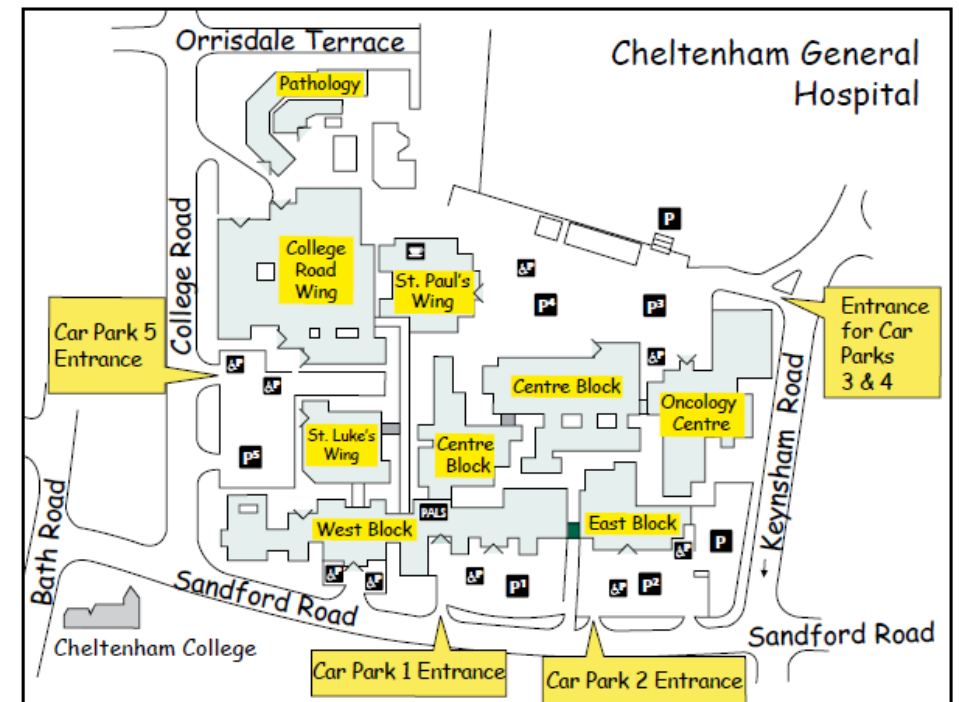 Orrisdale Terrace
Cheltenham General
Hospital
Pathology
College Road
College
Road
Wing
St. Paul's
Wing
P
P4
P3
Car Park 5
Entrance
Entrance
for Car
Parks
3 & 4
Centre Block
Oncology
Centre
St. Luke's
Wing
Centre
Block
P5
Keynsham Road
PALS
West Block
East Block
P
Bath Road
P1
P2
Sandford Road
Sandford Road
Cheltenham College
Car Park 1 Entrance
Car Park 2 Entrance